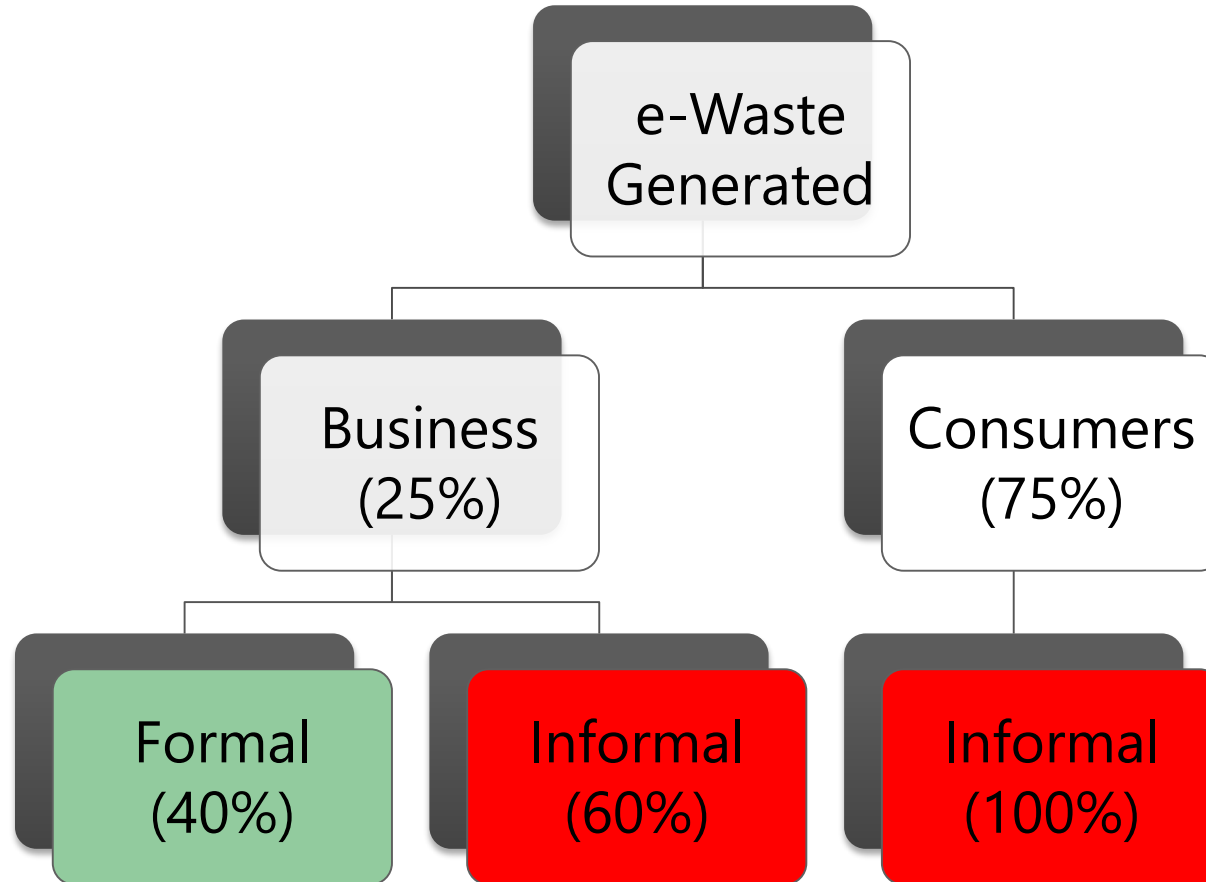 e-Waste
Generated
Business
(25%)
Consumers
(75%)
Formal
(40%)
Informal
(60%)
Informal
(100%)